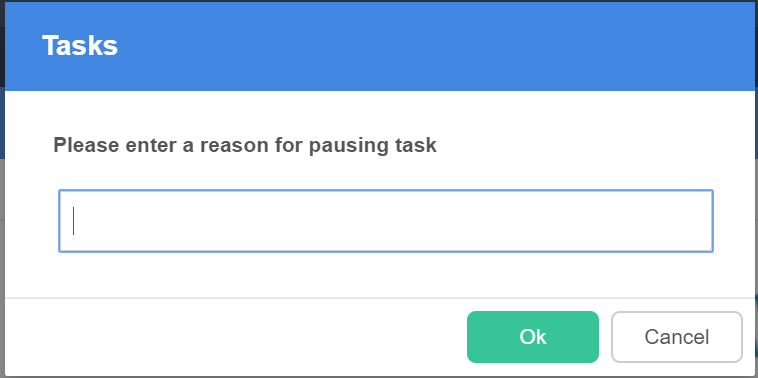 Tasks
Please enter a reason for pausing task
Ok
Cancel